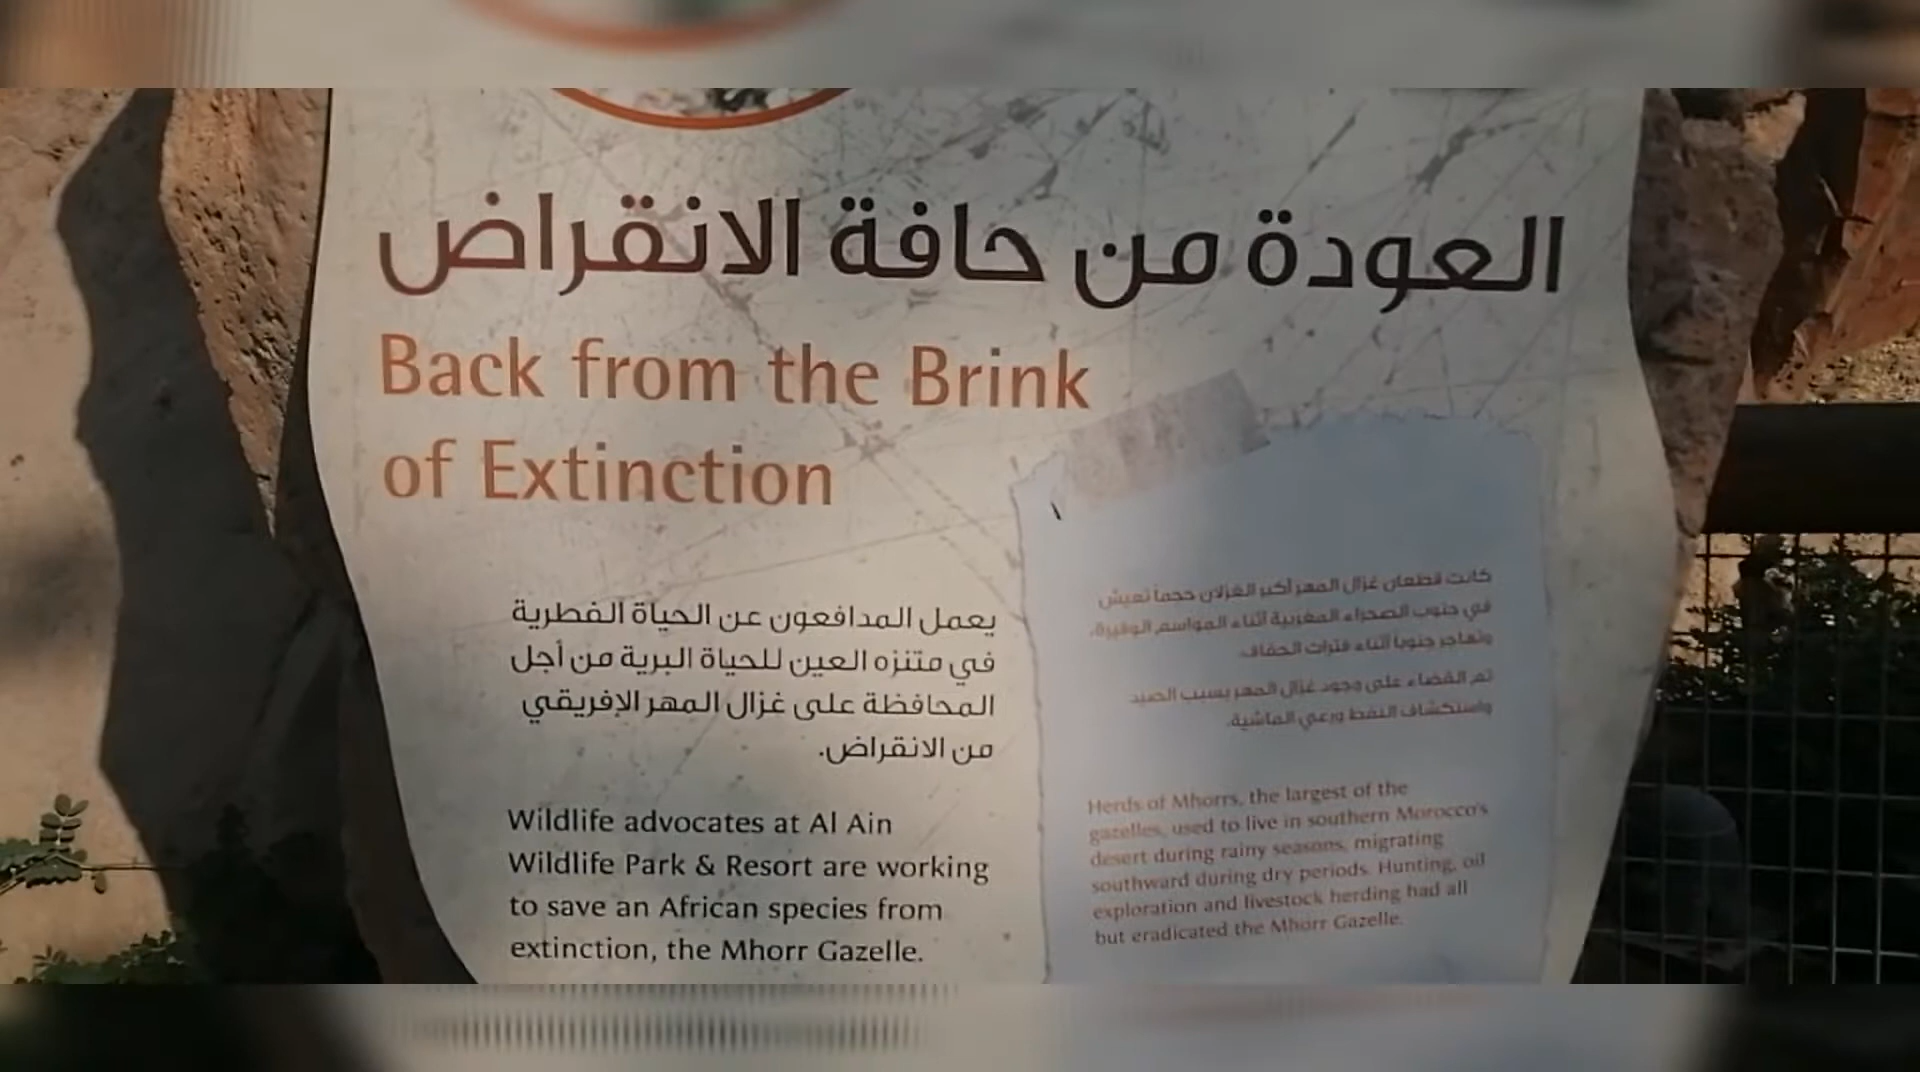 العودة من حافة الانقراض
Back from the Brink
of Extinction
يعمل المدافعون عن الحياة الفطرية
في متنزه العين للحياة البرية من أجل
المحافظة على غزال المهر الإفريقي
من الانقراض.
Wildlife advocates at Al Ain
Wildlife Park & Resort are working
to save an African species from
extinction, the Mhorr Gazelle.
كانت قطعان غزال المهر أكبر الغزلان حجماً تعيش
في جنوب الصحراء المغربية أثناء المواسم الوفيرة،
وتهاجر جنوبا أثناء فترات الجفاف.
تم القضاء على وجود غزال المهر بسبب الصيد
واستكشاف النفط ورعي الماشية.
Herds of Mhorrs, the largest of the
gazelles, used to live in southern Morocco's
desert during rainy seasons, migrating
southward during dry periods. Hunting, oil
exploration and livestock herding had all
but eradicated the Mhorr Gazelle.